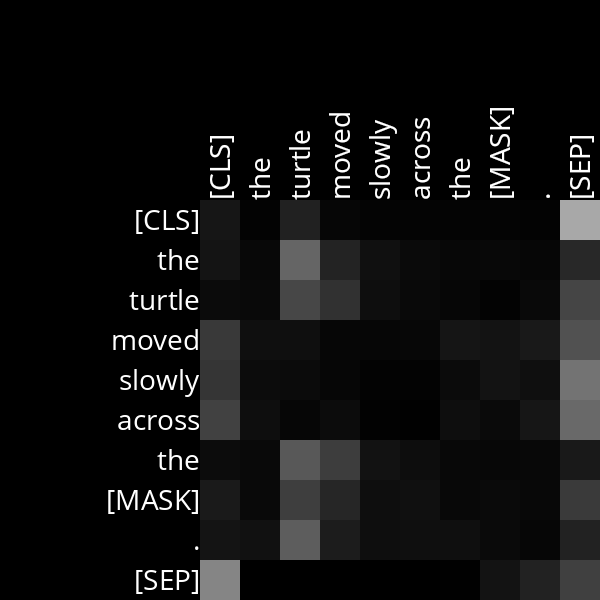 [CLS] the turtle moved slowly across the [MASK] . [SEP]
[CLS]
the
turtle
moved
slowly
across
the
[MASK]
.
[SEP]